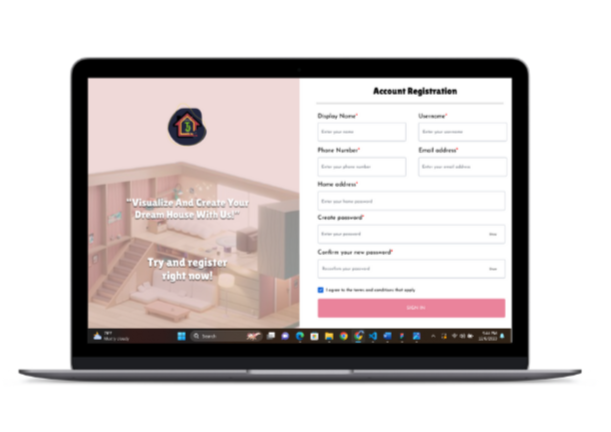 Account Registration
"Visualize And Create Your
Dream House With Us!"
Try and register
right now!
Display Name*
Username*
Enter your name
Enter your username
Phone Number*
Email address*
Enter your phone number
Enter your email address
Home address*
Enter your home password
Create password*
Enter your password
Confirm your new password*
Reconfirm your password
I agree to the terms and conditions that apply
SIGN IN
Search